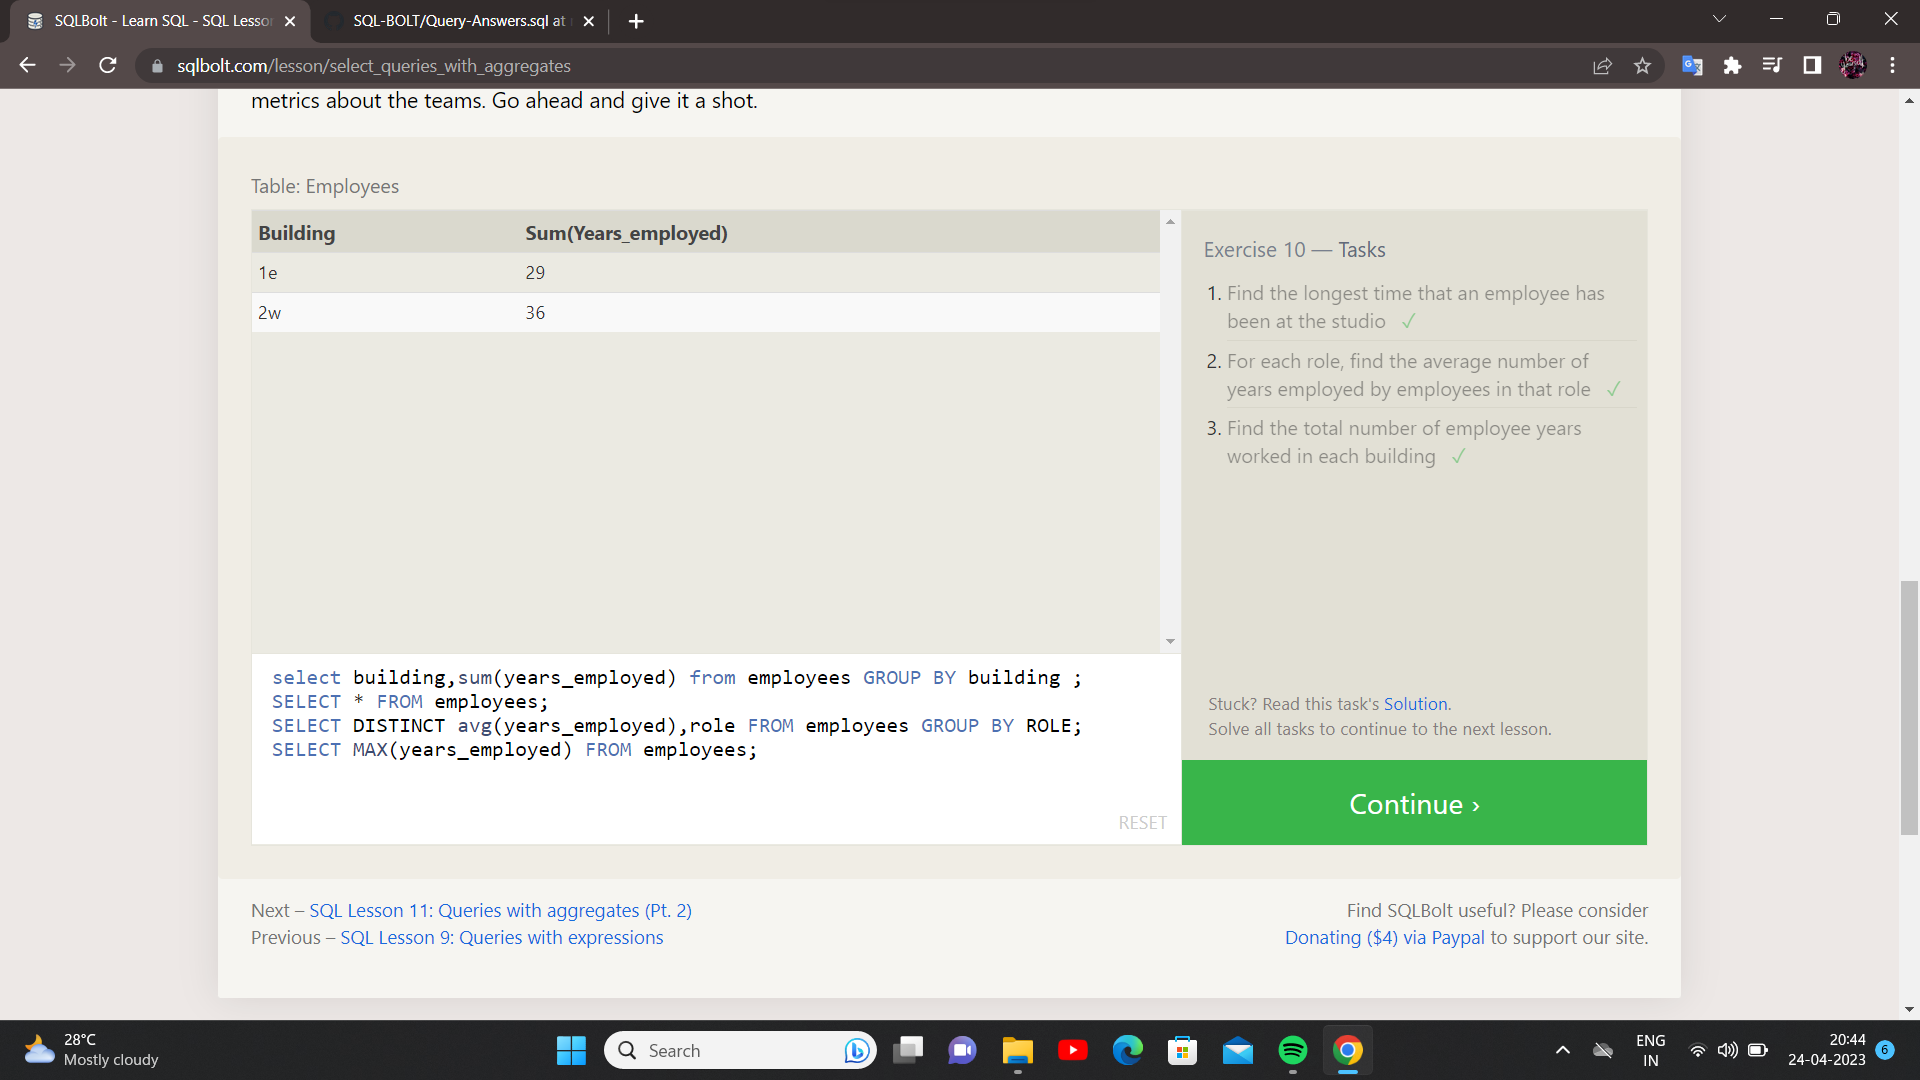 SQLBolt - Learn SQL - SQL Lesson
SQL-BOLT/Query-Answers.sql at
sqlbolt.com/lesson/select_queries_with_aggregates
metrics about the teams. Go ahead and give it a shot.
Table: Employees
Building Sum(Years_employed)
1e 29
2w 36
Exercise 10 — Tasks
1. Find the longest time that an employee has
been at the studio ✓
2. For each role, find the average number of
years employed by employees in that role ✓
3. Find the total number of employee years
worked in each building ✓
select building,sum(years_employed) from employees GROUP BY building ;
SELECT * FROM employees;
SELECT DISTINCT avg(years_employed),role FROM employees GROUP BY ROLE;
SELECT MAX(years_employed) FROM employees;
RESET
Stuck? Read this task's Solution.
Solve all tasks to continue to the next lesson.
Continue ›
Next – SQL Lesson 11: Queries with aggregates (Pt. 2)
Previous – SQL Lesson 9: Queries with expressions
Find SQLBolt useful? Please consider
Donating ($4) via Paypal to support our site.
28°C
Mostly cloudy
Search
ENG
IN
20:44
24-04-2023
6